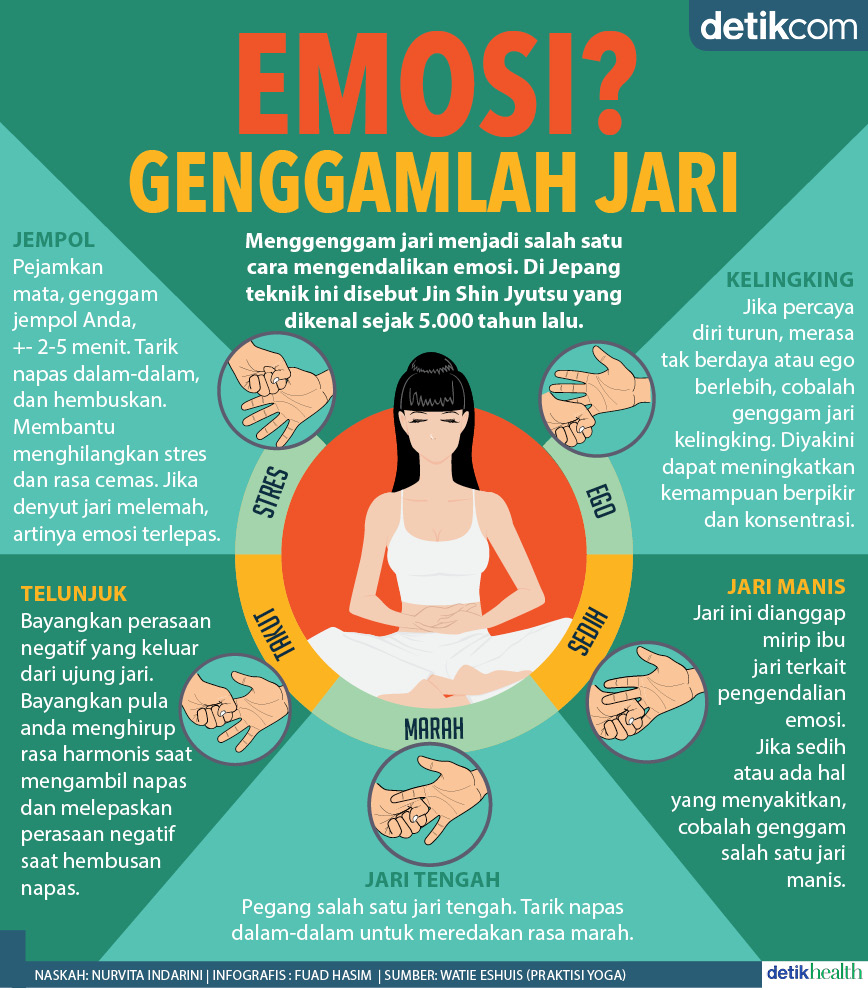 detikcom
EMOSI?
GENGGAMLAH JARI
Menggenggam jari menjadi salah satu
cara mengendalikan emosi. Di Jepang
teknik ini disebut Jin Shin Jyutsu yang
dikenal sejak 5.000 tahun lalu.
JEMPOL
Pejamkan
mata, genggam
jempol Anda,
+- 2-5 menit. Tarik
napas dalam-dalam,
dan hembuskan.
Membantu
menghilangkan stres
dan rasa cemas. Jika
denyut jari melemah,
artinya emosi terlepas.
KELINGKING
Jika percaya
diri turun, merasa
tak berdaya atau ego
berlebih, cobalah
genggam jari
kelingking. Diyakini
dapat meningkatkan
kemampuan berpikir
dan konsentrasi.
STRES
EGO
TAKUT
SEDIH
MARAH
TELUNJUK
Bayangkan perasaan
negatif yang keluar
dari ujung jari.
Bayangkan pula
anda menghirup
rasa harmonis saat
mengambil napas
dan melepaskan
perasaan negatif
saat hembusan
napas.
JARI MANIS
Jari ini dianggap
mirip ibu
jari terkait
pengendalian
emosi.
Jika sedih
atau ada hal
yang menyakitkan,
cobalah genggam
salah satu jari
manis.
JARI TENGAH
Pegang salah satu jari tengah. Tarik napas
dalam-dalam untuk meredakan rasa marah.
NASKAH: NURVITA INDARINI | INFOGRAFIS : FUAD HASIM | SUMBER: WATIE ESHUIS (PRAKTISI YOGA)
detikhealth